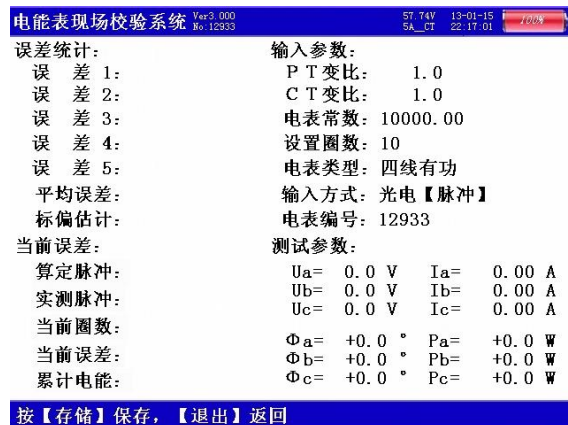 电能表现场校验系统 Ver3.000 No:12933 57.74V 5A__CT 13-01-15 22:17:01 100%
误差统计:
误 差 1:
误 差 2:
误 差 3:
误 差 4:
误 差 5:
平均误差:
标偏估计:
当前误差:
算定脉冲:
实测脉冲:
当前圈数:
当前误差:
累计电能:
输入参数:
PT变比: 1.0
CT变比: 1.0
电表常数: 10000.00
设置圈数: 10
电表类型: 四线有功
输入方式: 光电【脉冲】
电表编号: 12933
测试参数:
Ua= 0.0 V Ia= 0.00 A
Ub= 0.0 V Ib= 0.00 A
Uc= 0.0 V Ic= 0.00 A
Φa= +0.0 ° Pa= +0.0 W
Φb= +0.0 ° Pb= +0.0 W
Φc= +0.0 ° Pc= +0.0 W
按【存储】保存，【退出】返回